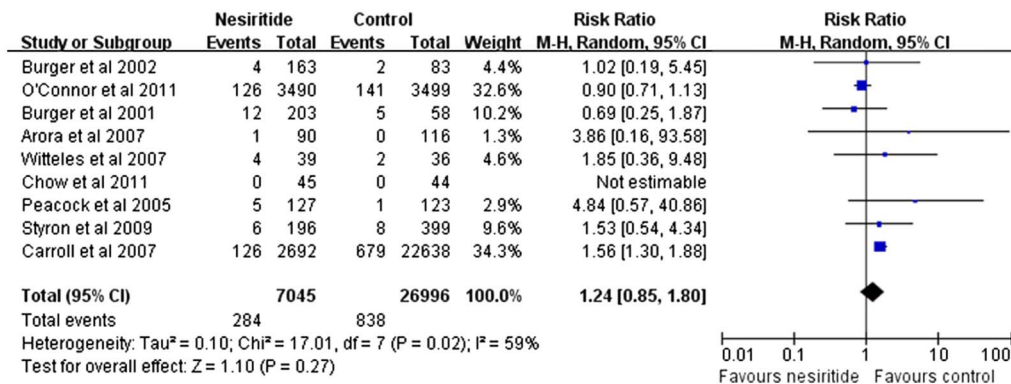 Nesiritide Control Risk Ratio Risk Ratio
Study or Subgroup Events Total Events Total Weight M-H, Random, 95% CI M-H, Random, 95% CI
Burger et al 2002 4 163 2 83 4.4% 1.02 [0.19, 5.45]
O'Connor et al 2011 126 3490 141 3499 32.6% 0.90 [0.71, 1.13]
Burger et al 2001 12 203 5 58 10.2% 0.69 [0.25, 1.87]
Arora et al 2007 1 90 0 116 1.3% 3.86 [0.16, 93.58]
Witteles et al 2007 4 39 2 36 4.6% 1.85 [0.36, 9.48]
Chow et al 2011 0 45 0 44 Not estimable
Peacock et al 2005 5 127 1 123 2.9% 4.84 [0.57, 40.86]
Styron et al 2009 6 196 8 399 9.6% 1.53 [0.54, 4.34]
Carroll et al 2007 126 2692 679 22638 34.3% 1.56 [1.30, 1.88]
Total (95% CI) 7045 26996 100.0% 1.24 [0.85, 1.80]
Total events 284 838
Heterogeneity: Tau² = 0.10; Chi² = 17.01, df = 7 (P = 0.02); I² = 59%
Test for overall effect: Z = 1.10 (P = 0.27)
0.01 0.1 1 10 100
Favours nesiritide Favours control